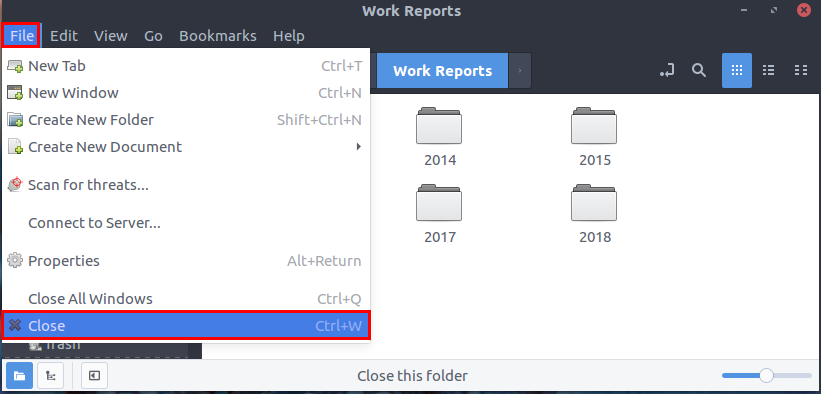 Work Reports
File Edit View Go Bookmarks Help
New Tab Ctrl+T
New Window Ctrl+N
Create New Folder Shift+Ctrl+N
Create New Document
Scan for threats...
Connect to Server...
Properties Alt+Return
Close All Windows Ctrl+Q
Close Ctrl+W
Trash
Work Reports
2014 2015
2017 2018
Close this folder